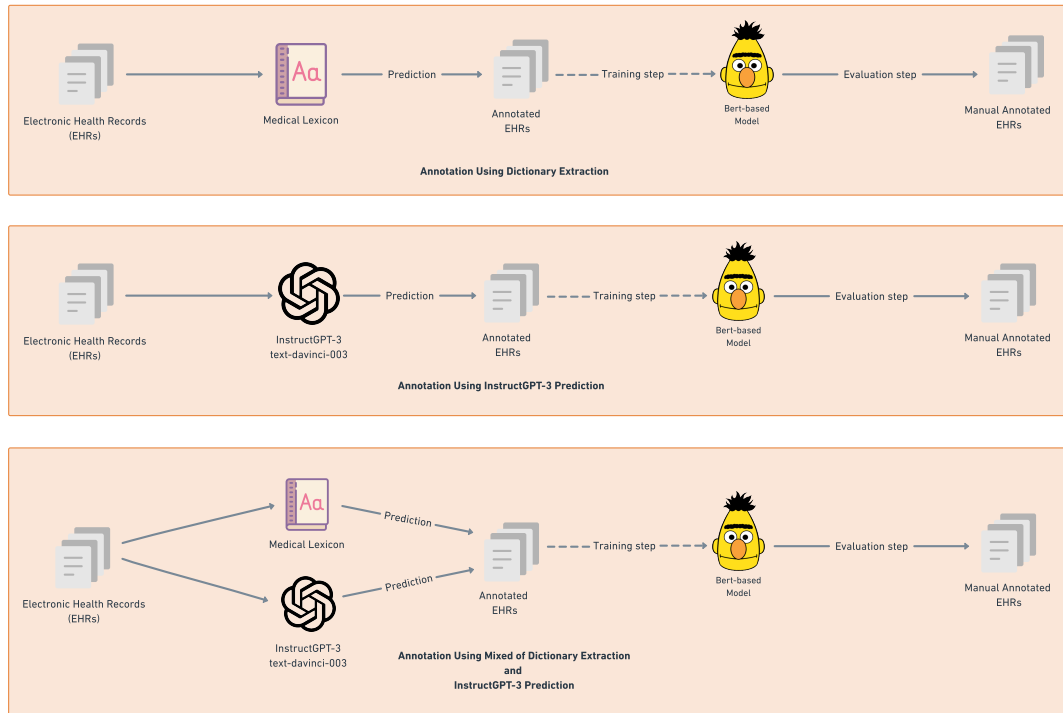 Aa
Prediction
Training step
Evaluation step
Electronic Health Records
(EHRs)
Medical Lexicon
Annotated
EHRs
Bert-based
Model
Manual Annotated
EHRs
Annotation Using Dictionary Extraction
Prediction
Training step
Evaluation step
Electronic Health Records
(EHRs)
InstructGPT-3
text-davinci-003
Annotated
EHRs
Bert-based
Model
Manual Annotated
EHRs
Annotation Using InstructGPT-3 Prediction
Aa
Medical Lexicon
Prediction
Prediction
Training step
Evaluation step
Electronic Health Records
(EHRs)
InstructGPT-3
text-davinci-003
Annotated
EHRs
Bert-based
Model
Manual Annotated
EHRs
Annotation Using Mixed of Dictionary Extraction
and
InstructGPT-3 Prediction